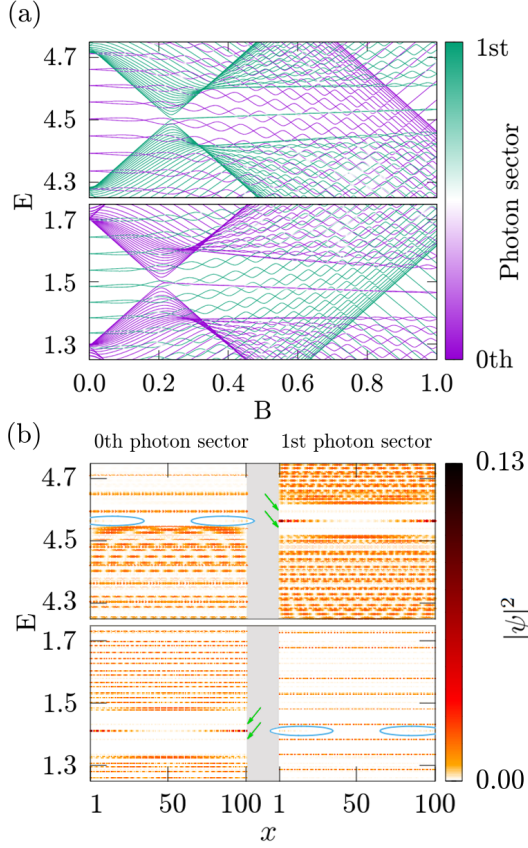 (a)
4.7
4.5
4.3
1.7
1.5
1.3
E
0.0 0.2 0.4 0.6 0.8 1.0
B
1st
Photon sector
0th
(b)
0th photon sector 1st photon sector
4.7
4.5
4.3
1.7
1.5
1.3
E
1 50 100 1 50 100
x
0.13
|ψ|²
0.00